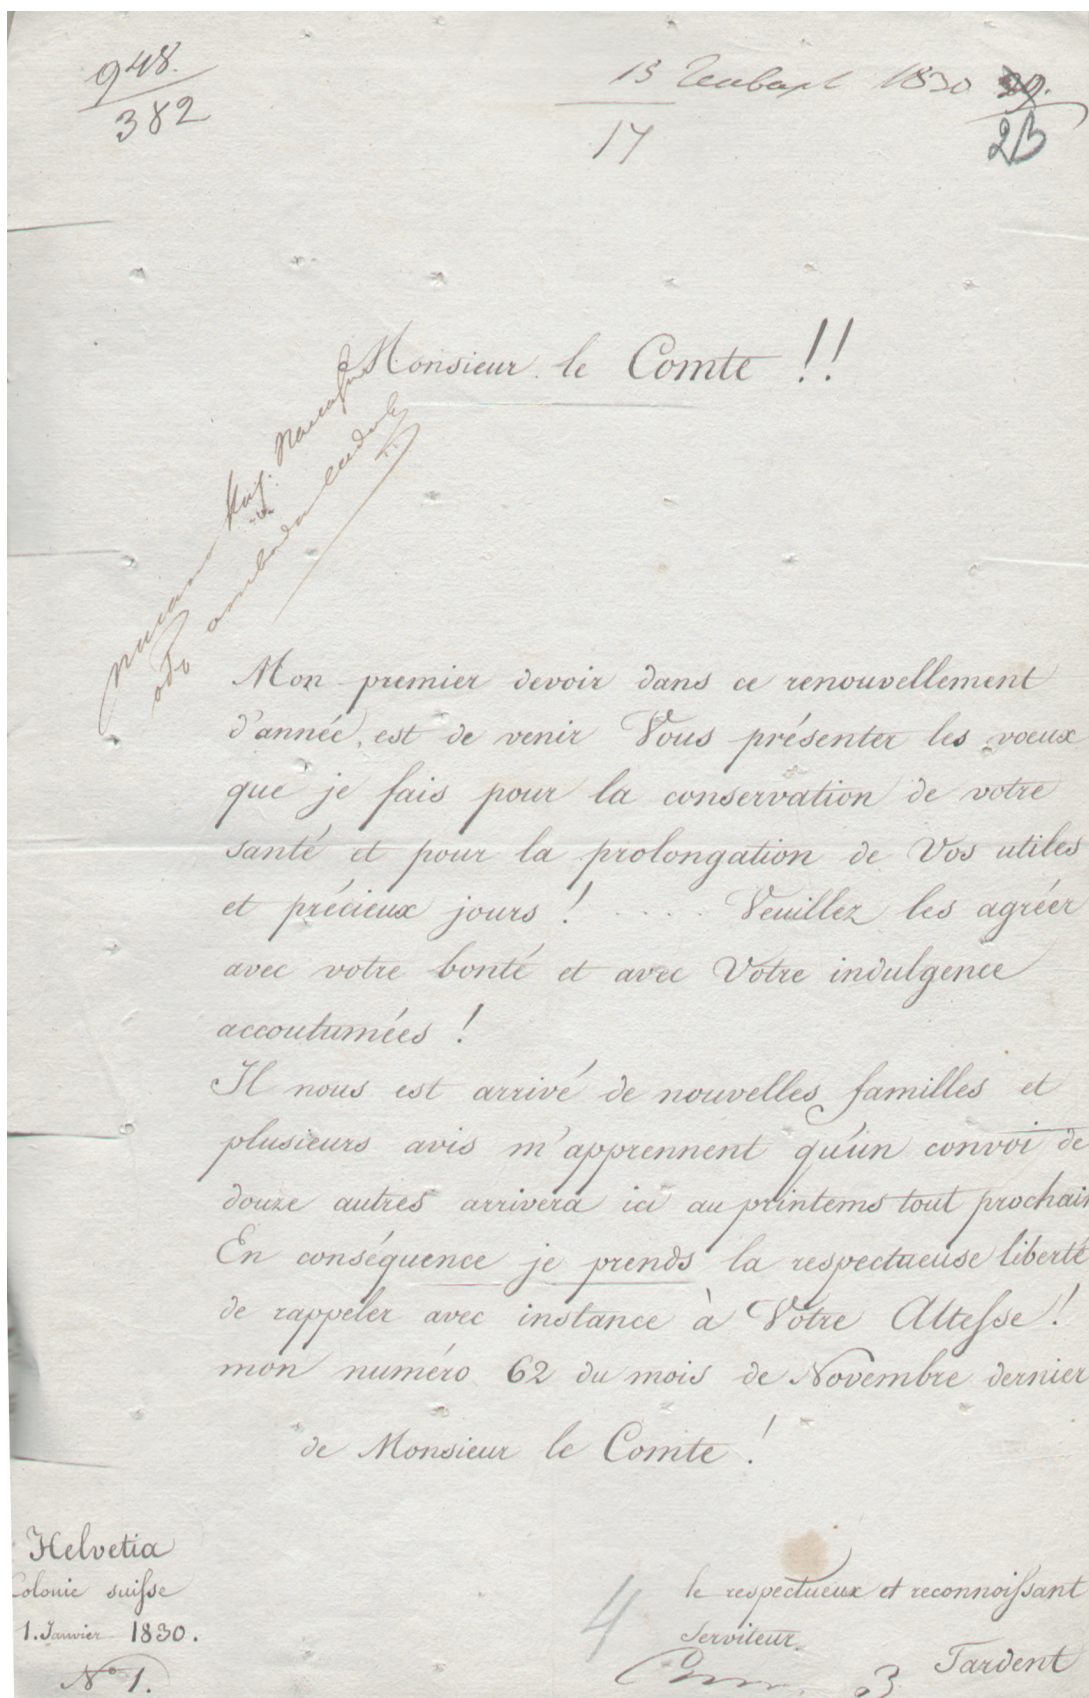 948.
382
13 Генваря 1830
17
23
Monsieur le Comte !!
Mon premier devoir dans ce renouvellement
d'année, est de venir Vous présenter les voeux
que je fais pour la conservation de votre
santé et pour la prolongation de Vos utiles
et précieux jours ! ..... Veuillez les agréer
avec votre bonté et avec Votre indulgence
accoutumées !
Il nous est arrivé de nouvelles familles et
plusieurs avis m'apprennent qu'un convoi de
douze autres arrivera ici au printems tout prochain
En conséquence je prends la respectueuse liberté
de rappeler avec instance à Votre Altesse !
mon numéro 62 du mois de Novembre dernier
de Monsieur le Comte !
Helvetia
Colonie suisse
1. Janvier 1830.
N° 1.
le respectueux et reconnoissant
Serviteur
Tardent
4
3